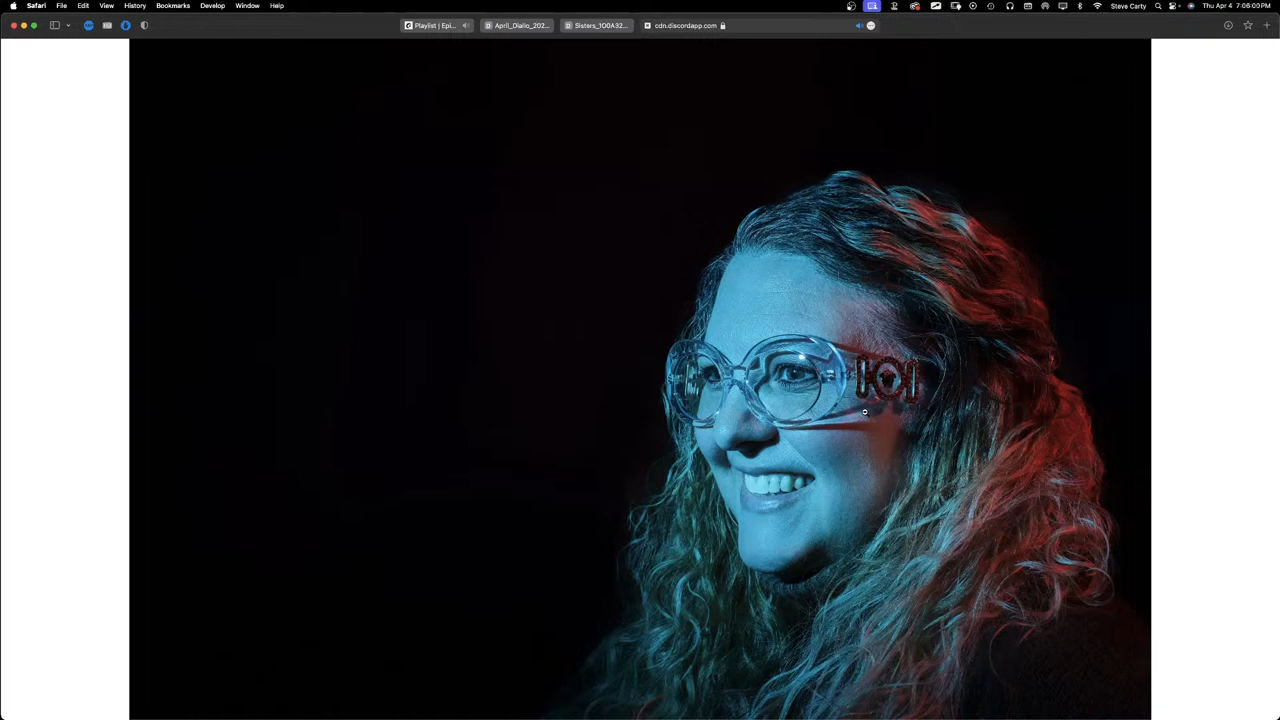 Safari File Edit View History Bookmarks Develop Window Help Steve Carty Thu Apr 4 7:06:09 PM
Playlist | Epi... April_Diallo_202... Sisters_100A32... cdn.discordapp.com